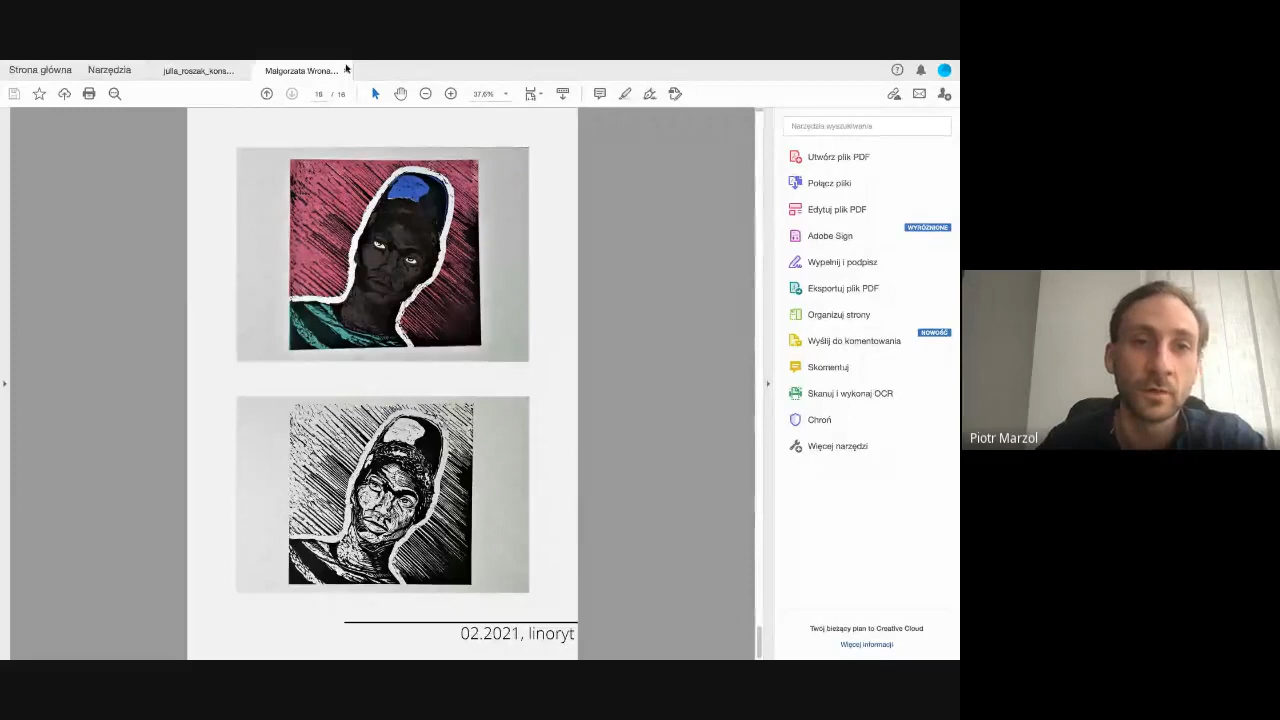 Strona główna
Narzędzia
julia_roszak_kons...
Małgorzata Wrona...
16 / 16
37,6%
Narzędzia wyszukiwania
Utwórz plik PDF
Połącz pliki
Edytuj plik PDF
WYRÓŻNIONE
Adobe Sign
Wypełnij i podpisz
Eksportuj plik PDF
Organizuj strony
NOWOŚĆ
Wyślij do komentowania
Skomentuj
Skanuj i wykonaj OCR
Chroń
Więcej narzędzi
Twój bieżący plan to Creative Cloud
Więcej informacji
02.2021, linoryt
Piotr Marzol